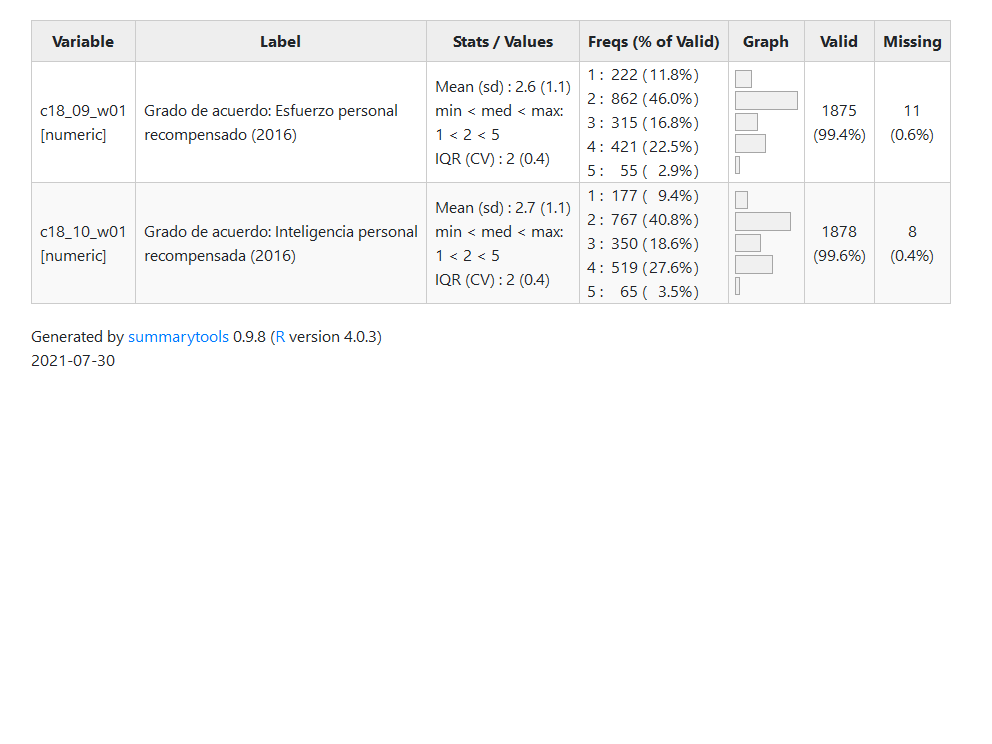 Variable Label Stats / Values Freqs (% of Valid) Graph Valid Missing
c18_09_w01
[numeric]
Grado de acuerdo: Esfuerzo personal
recompensado (2016)
Mean (sd) : 2.6 (1.1)
min < med < max:
1 < 2 < 5
IQR (CV) : 2 (0.4)
1 : 222 (11.8%)
2 : 862 (46.0%)
3 : 315 (16.8%)
4 : 421 (22.5%)
5 : 55 ( 2.9%)
1875
(99.4%)
11
(0.6%)
c18_10_w01
[numeric]
Grado de acuerdo: Inteligencia personal
recompensada (2016)
Mean (sd) : 2.7 (1.1)
min < med < max:
1 < 2 < 5
IQR (CV) : 2 (0.4)
1 : 177 ( 9.4%)
2 : 767 (40.8%)
3 : 350 (18.6%)
4 : 519 (27.6%)
5 : 65 ( 3.5%)
1878
(99.6%)
8
(0.4%)
Generated by summarytools 0.9.8 (R version 4.0.3)
2021-07-30